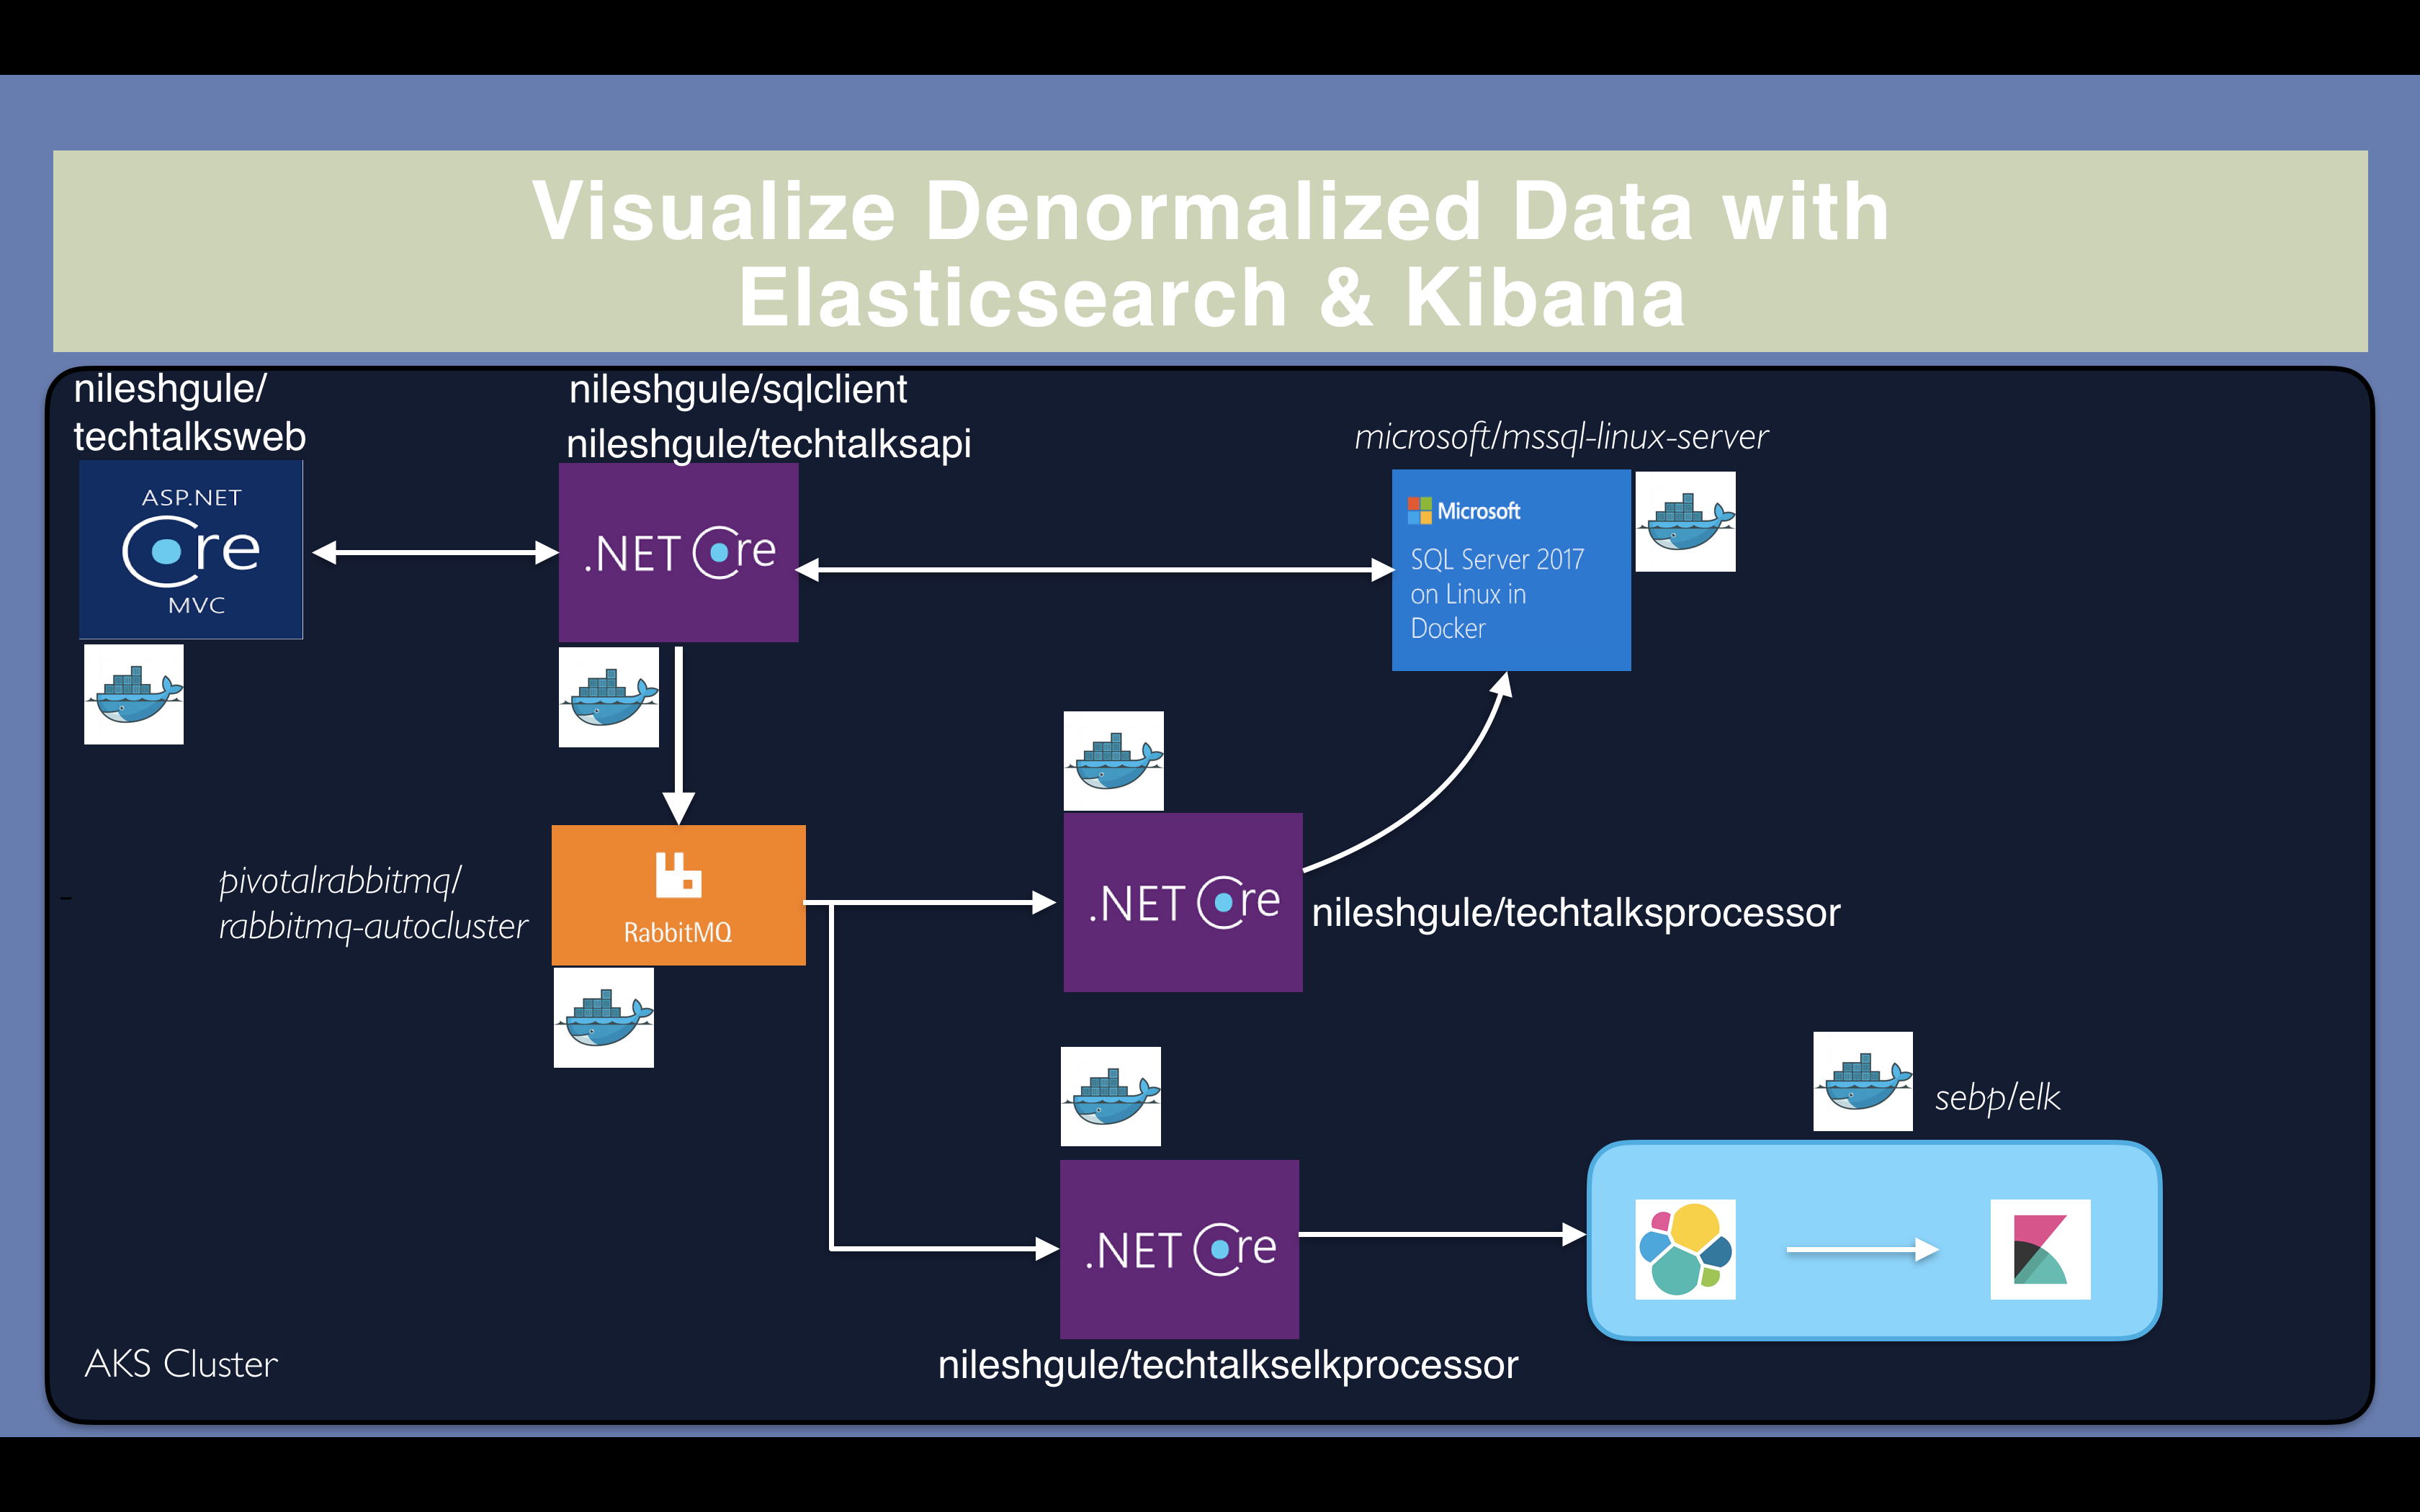 Visualize Denormalized Data with
Elasticsearch & Kibana
nileshgule/
techtalksweb
ASP.NET
Core
MVC
nileshgule/sqlclient
nileshgule/techtalksapi
.NET Core
microsoft/mssql-linux-server
Microsoft
SQL Server 2017
on Linux in
Docker
pivotalrabbitmq/
rabbitmq-autocluster
RabbitMQ
.NET Core
nileshgule/techtalksprocessor
.NET Core
nileshgule/techtalkselkprocessor
sebp/elk
AKS Cluster